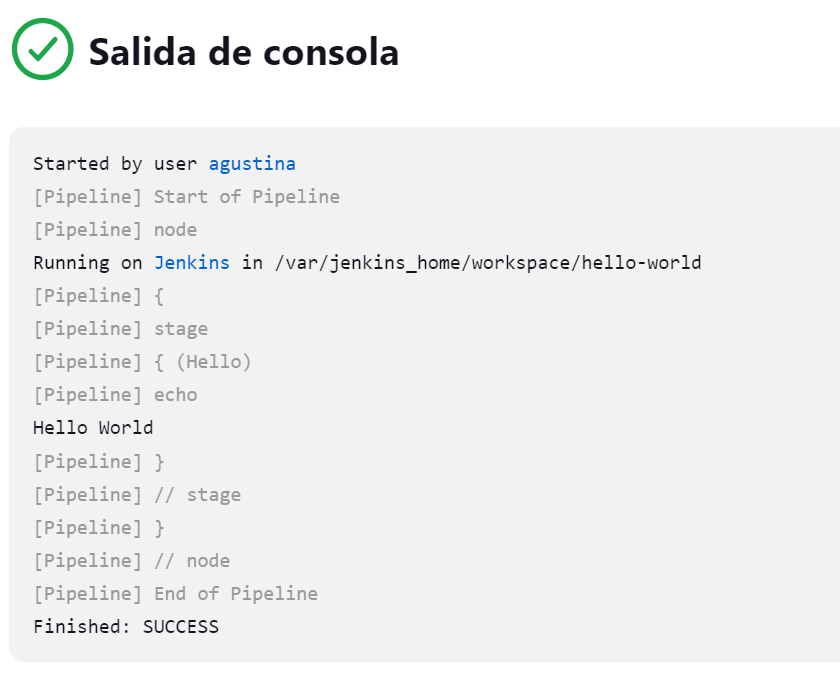 Salida de consola
Started by user agustina
[Pipeline] Start of Pipeline
[Pipeline] node
Running on Jenkins in /var/jenkins_home/workspace/hello-world
[Pipeline] {
[Pipeline] stage
[Pipeline] { (Hello)
[Pipeline] echo
Hello World
[Pipeline] }
[Pipeline] // stage
[Pipeline] }
[Pipeline] // node
[Pipeline] End of Pipeline
Finished: SUCCESS